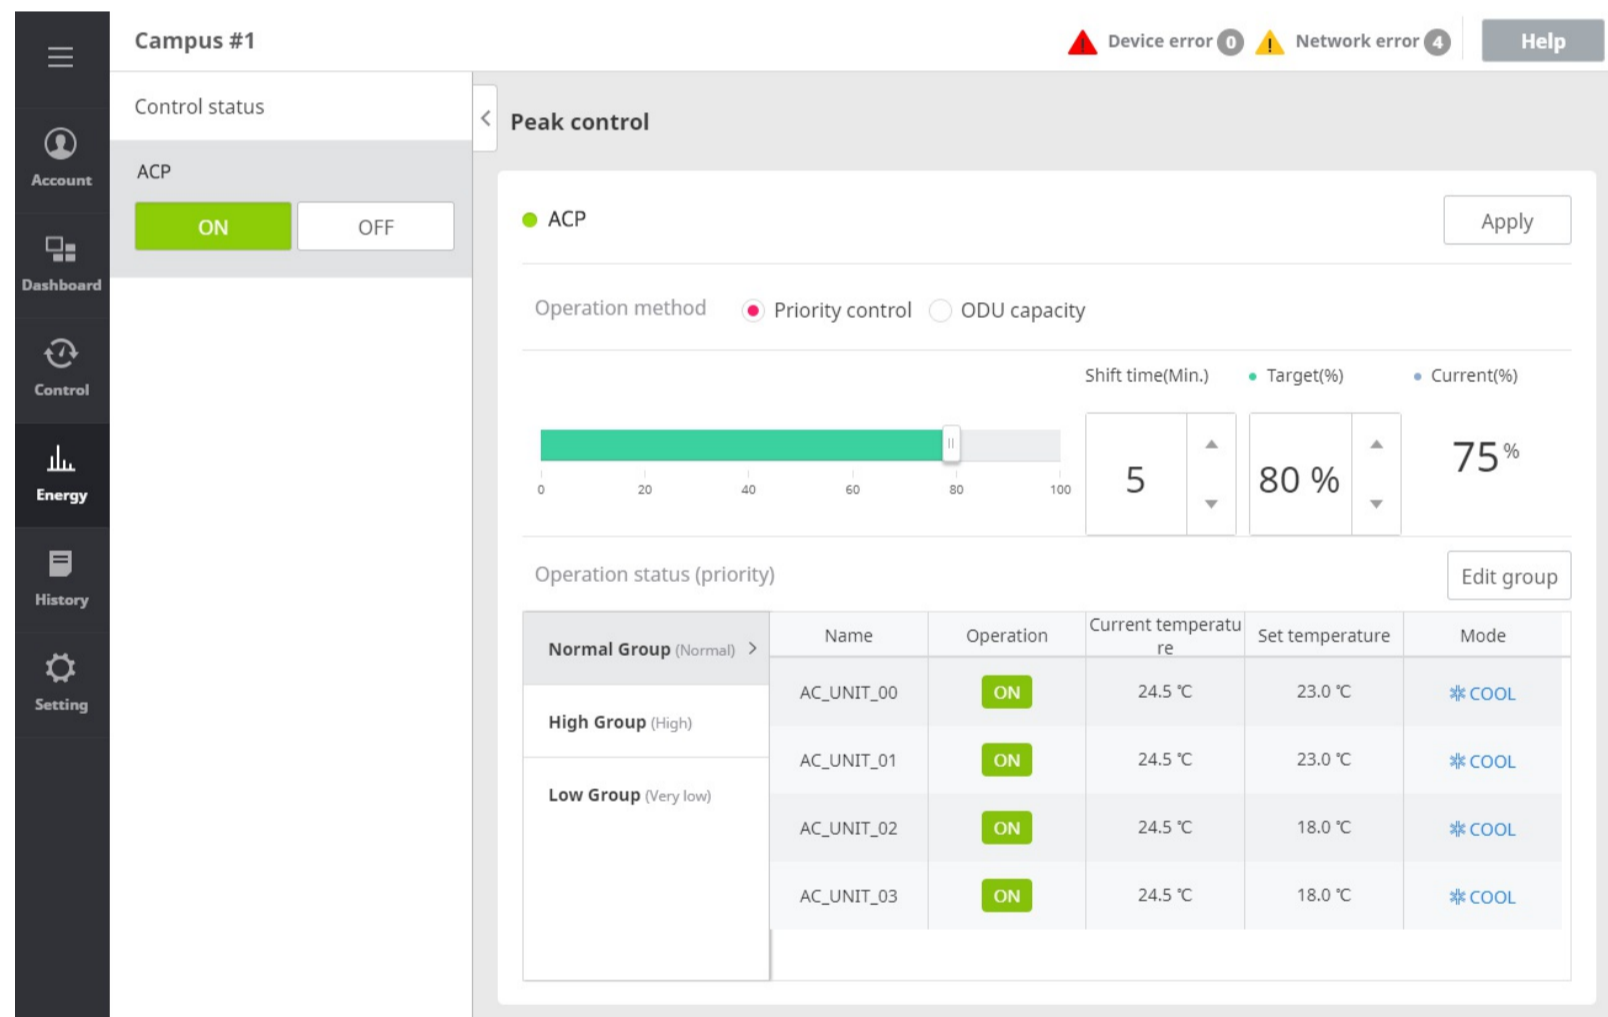 Campus #1
Device error 0
Network error 4
Help
Account
Dashboard
Control
Energy
History
Setting
Control status
ACP
ON
OFF
Peak control
ACP
Apply
Operation method
Priority control
ODU capacity
Shift time(Min.)
Target(%)
Current(%)
0 20 40 60 80 100
5
80 %
75 %
Operation status (priority)
Edit group
Normal Group (Normal) >
High Group (High)
Low Group (Very low)
Name Operation Current temperatu
re
Set temperature Mode
AC_UNIT_00 ON 24.5 ℃ 23.0 ℃ COOL
AC_UNIT_01 ON 24.5 ℃ 23.0 ℃ COOL
AC_UNIT_02 ON 24.5 ℃ 18.0 ℃ COOL
AC_UNIT_03 ON 24.5 ℃ 18.0 ℃ COOL